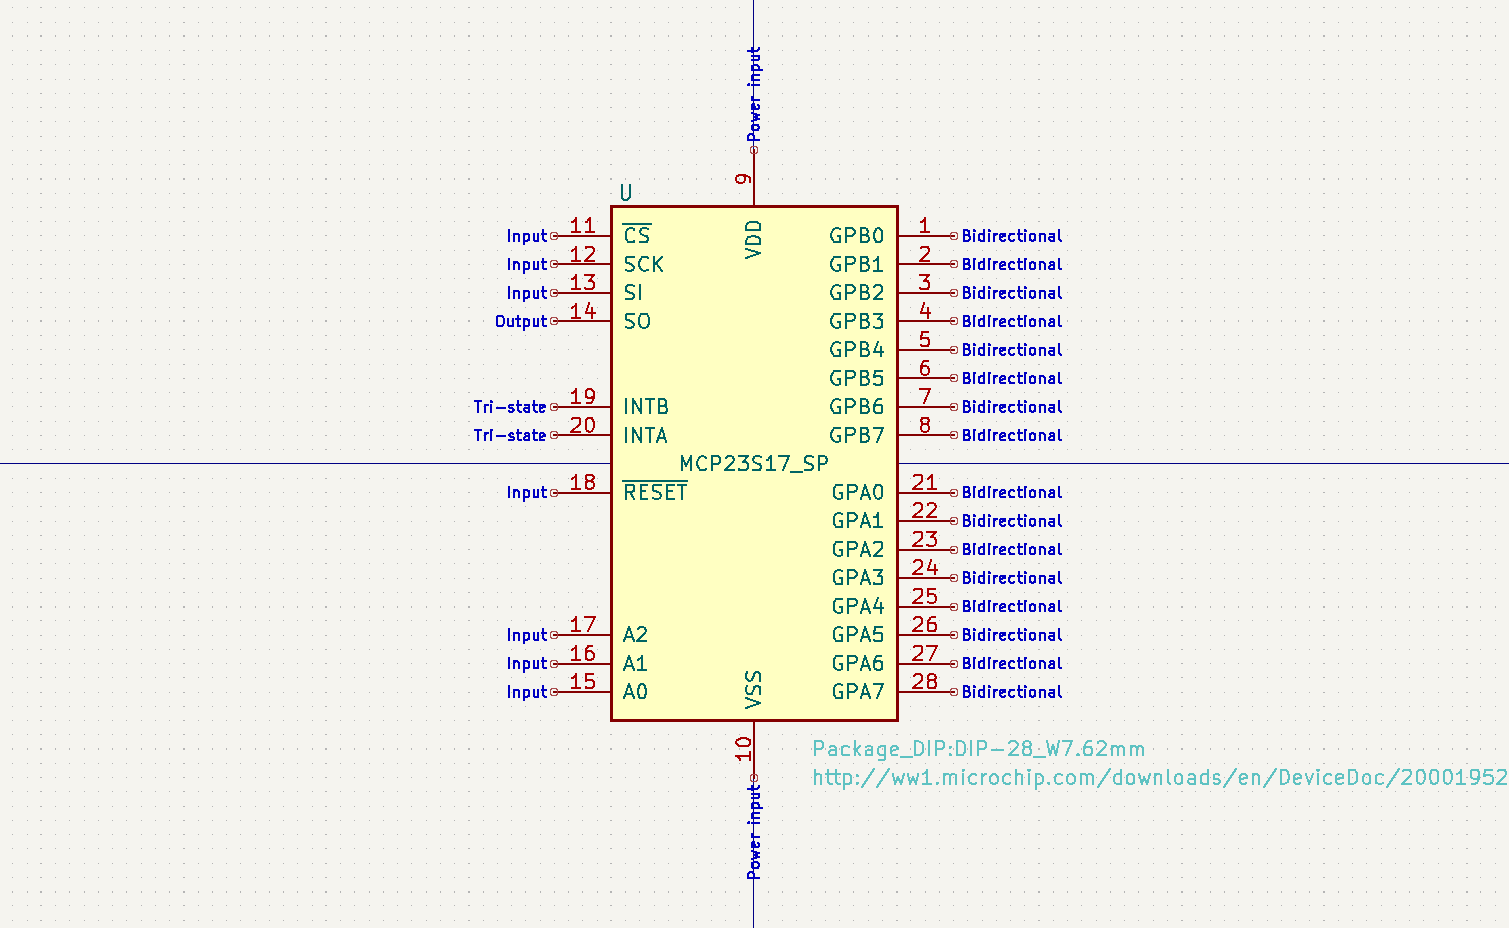 Power input
9
U
VDD
Input 11 CS GPB0 1 Bidirectional
Input 12 SCK GPB1 2 Bidirectional
Input 13 SI GPB2 3 Bidirectional
Output 14 SO GPB3 4 Bidirectional
GPB4 5 Bidirectional
GPB5 6 Bidirectional
Tri-state 19 INTB GPB6 7 Bidirectional
Tri-state 20 INTA GPB7 8 Bidirectional
MCP23S17_SP
Input 18 RESET GPA0 21 Bidirectional
GPA1 22 Bidirectional
GPA2 23 Bidirectional
GPA3 24 Bidirectional
GPA4 25 Bidirectional
Input 17 A2 GPA5 26 Bidirectional
Input 16 A1 GPA6 27 Bidirectional
Input 15 A0 GPA7 28 Bidirectional
VSS
10
Power input
Package_DIP:DIP-28_W7.62mm
http://ww1.microchip.com/downloads/en/DeviceDoc/20001952